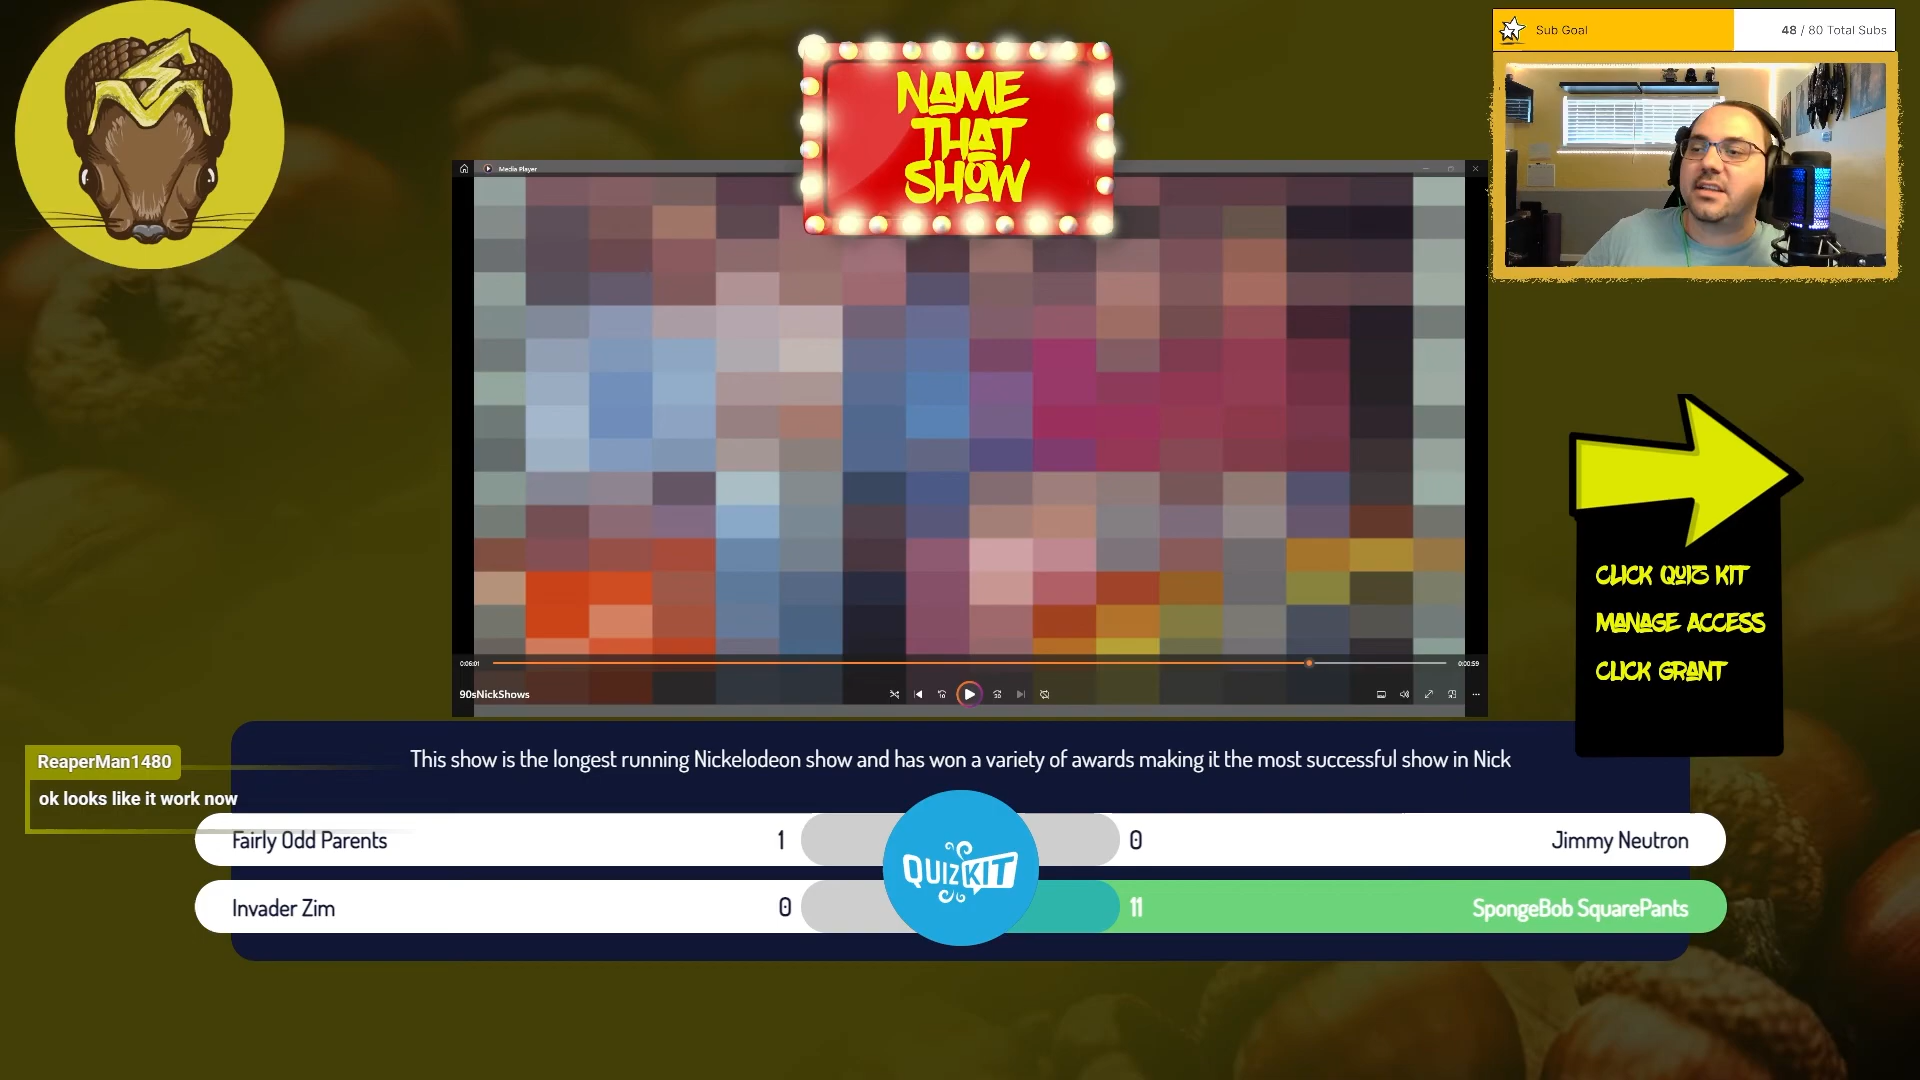 Sub Goal
48 / 80 Total Subs
NAME
THAT
SHOW
Media Player
CLICK QUIZ KIT
MANAGE ACCESS
CLICK GRANT
0:06:01
0:00:59
90sNickShows
This show is the longest running Nickelodeon show and has won a variety of awards making it the most successful show in Nick
ReaperMan1480
ok looks like it work now
Fairly Odd Parents 1
0 Jimmy Neutron
QUIZKIT
Invader Zim 0
11 SpongeBob SquarePants